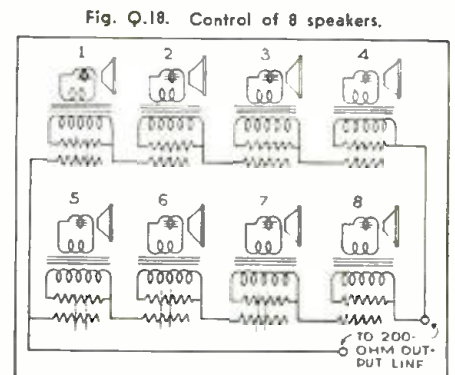 Fig. Q.18. Control of 8 speakers.
1 2 3 4
5 6 7 8
TO 200-
OHM OUT-
PUT LINE